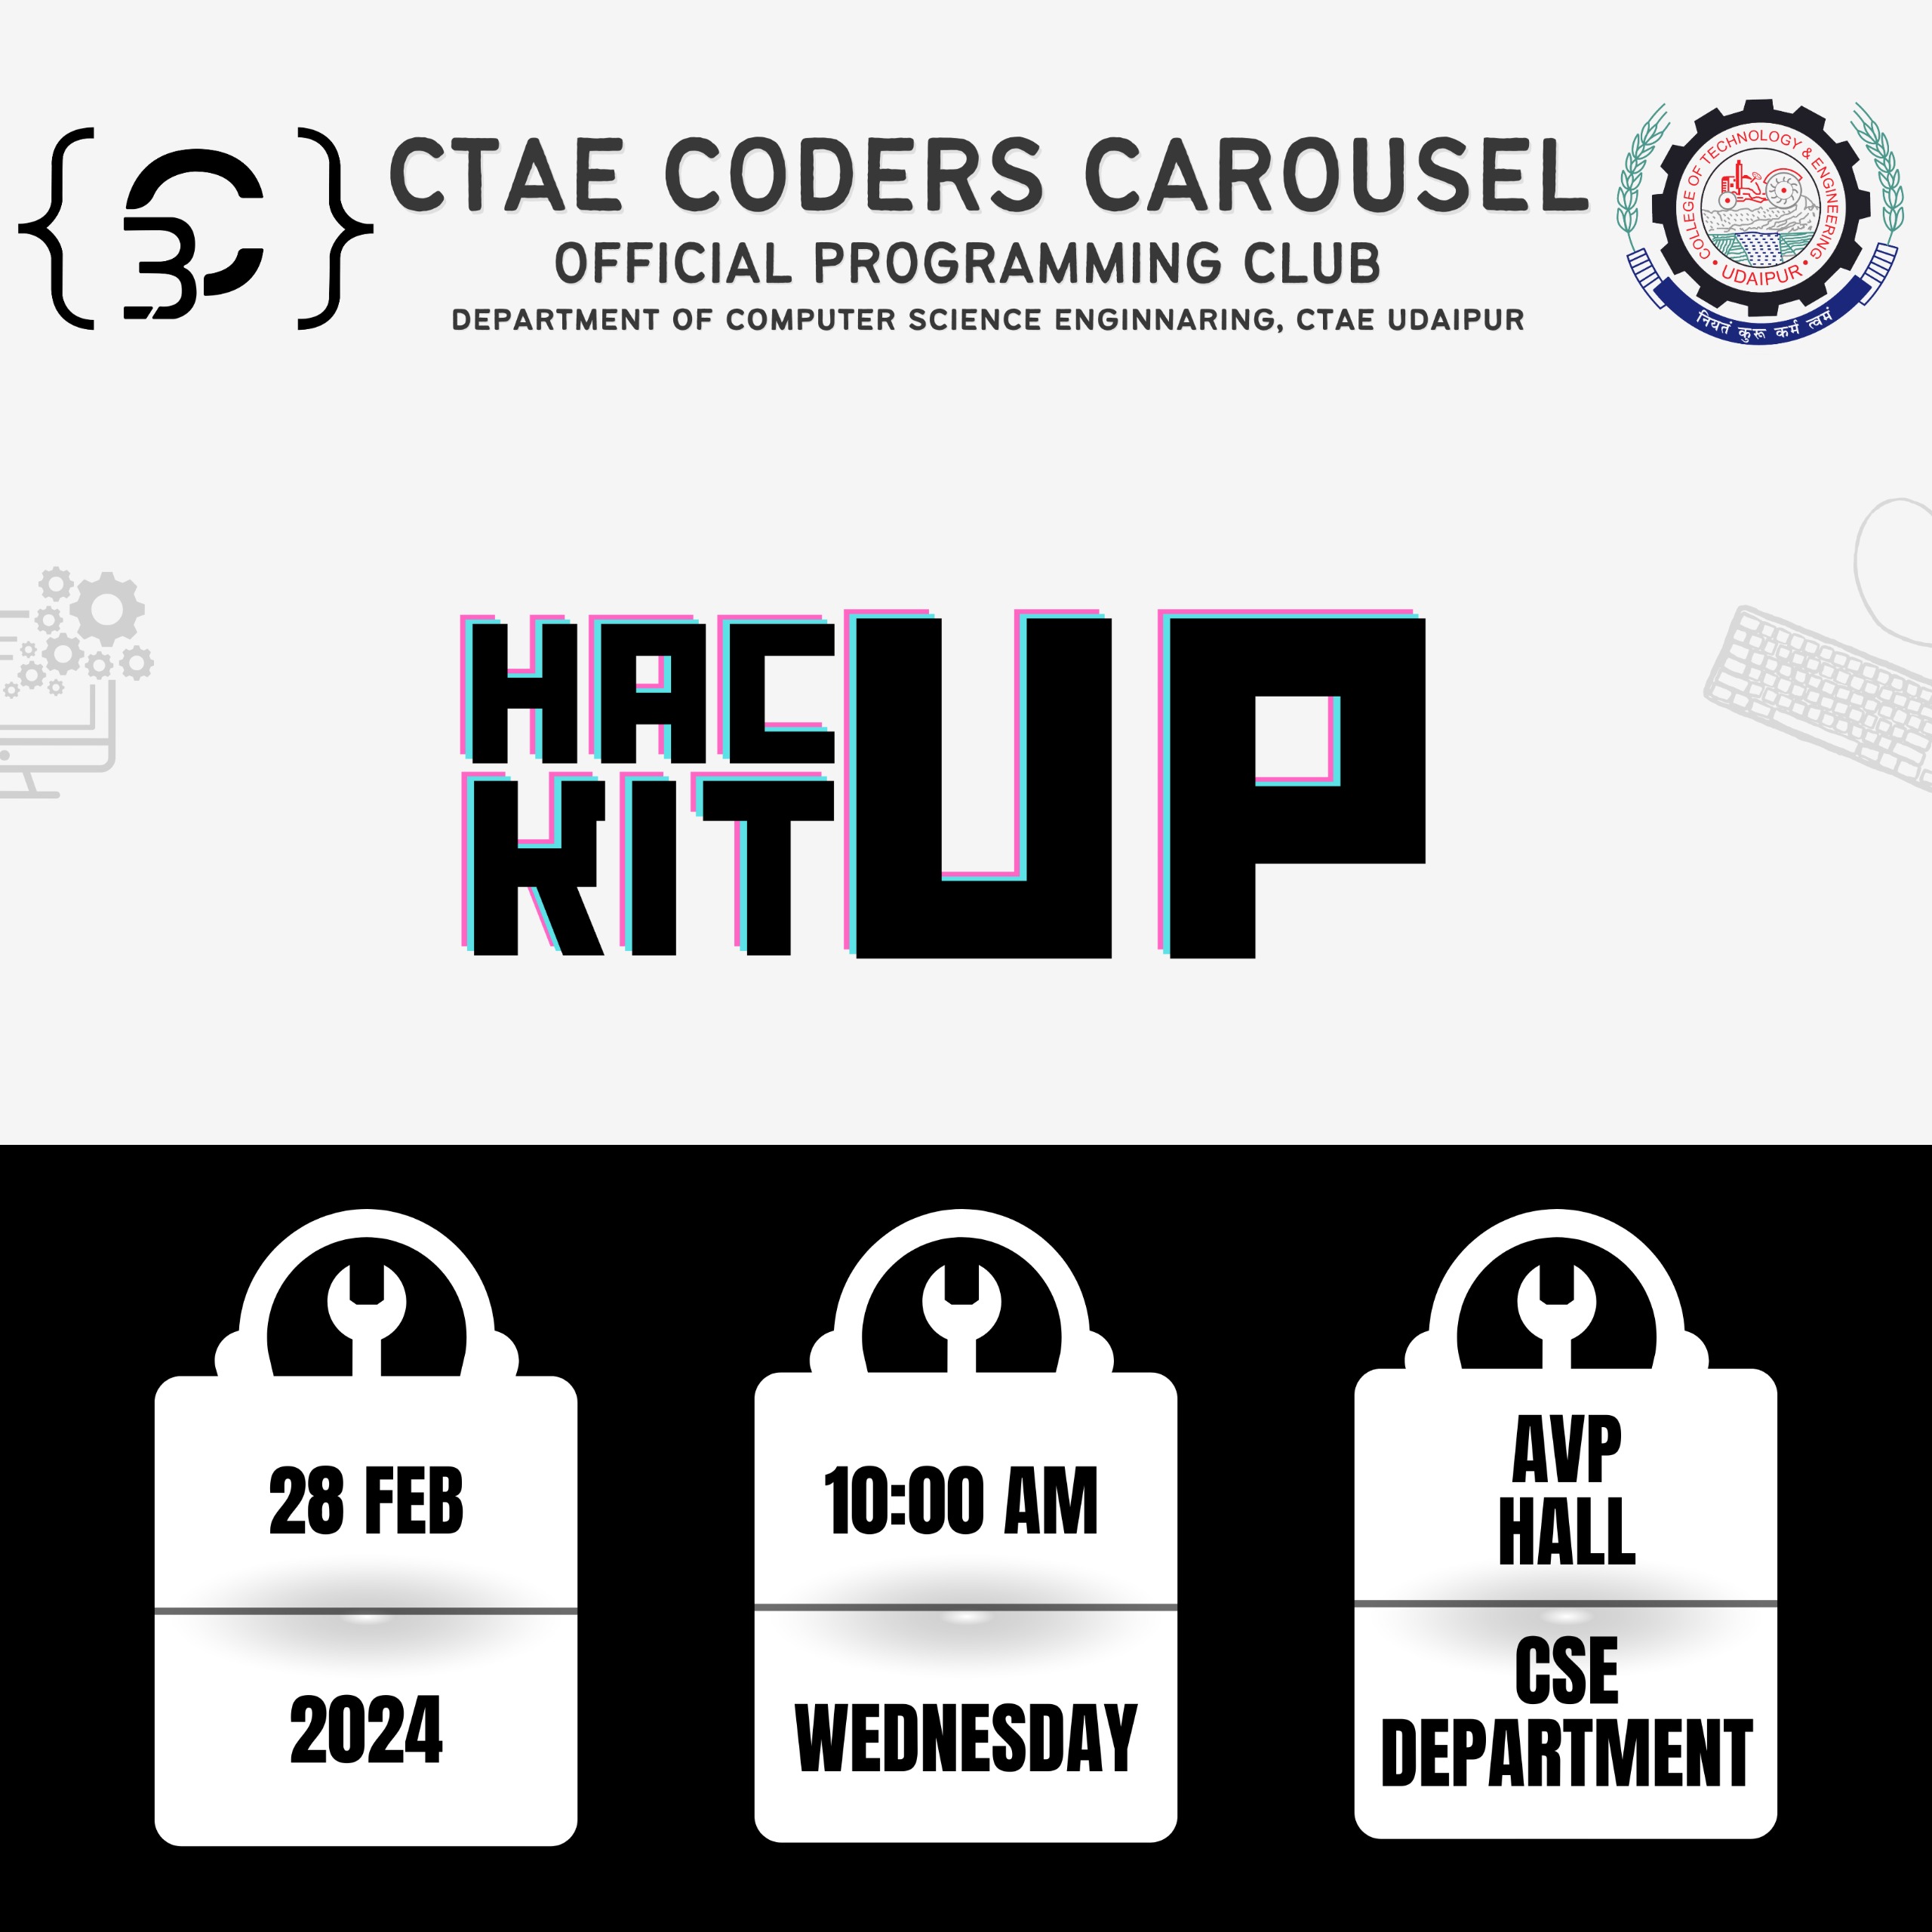 CTAE CODERS CAROUSEL
OFFICIAL PROGRAMMING CLUB
DEPARTMENT OF COMPUTER SCIENCE ENGINNARING, CTAE UDAIPUR
COLLEGE OF TECHNOLOGY & ENGINEERING
• UDAIPUR •
नियतं कुरू कर्म त्वमं
HAC
KIT
UP
28 FEB
2024
10:00 AM
WEDNESDAY
AVP
HALL
CSE
DEPARTMENT